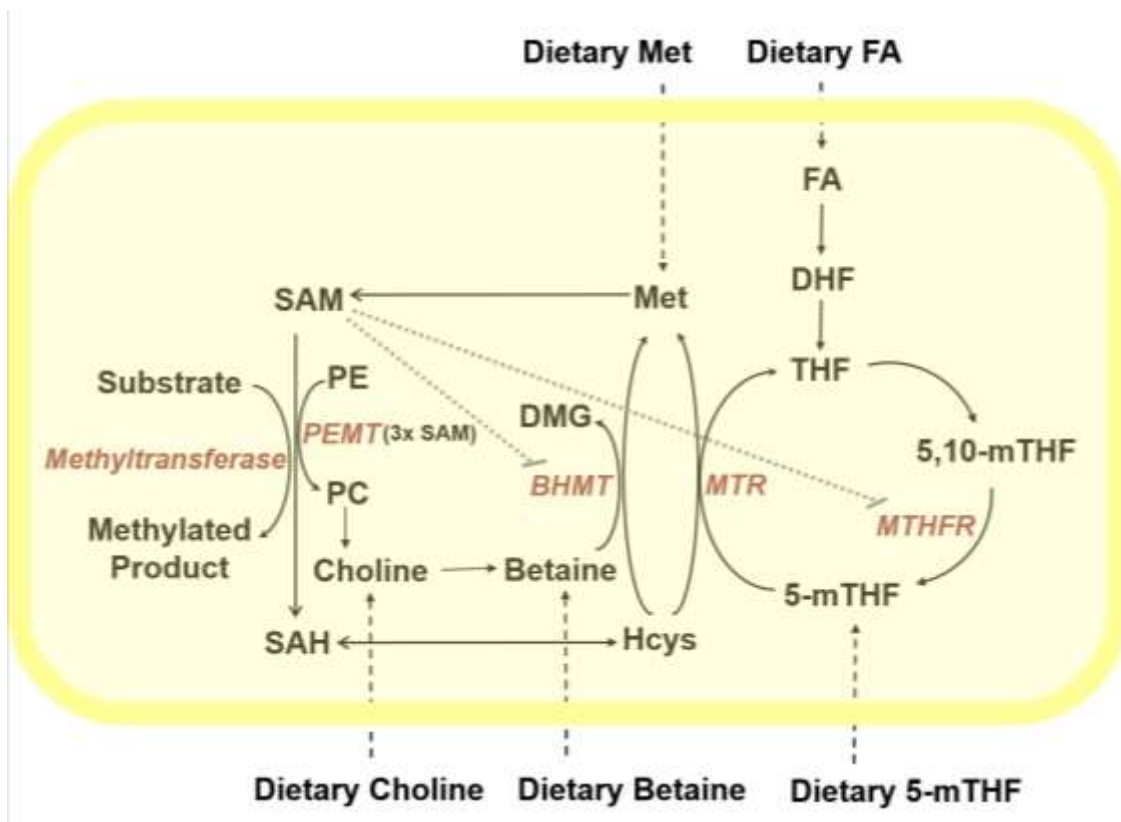 Dietary Met Dietary FA
FA
DHF
SAM Met
THF
Substrate PE
DMG
PEMT(3x SAM)
5,10-mTHF
Methyltransferase
BHMT MTR
PC
MTHFR
Methylated
Product
Choline Betaine
5-mTHF
SAH Hcys
Dietary Choline Dietary Betaine Dietary 5-mTHF